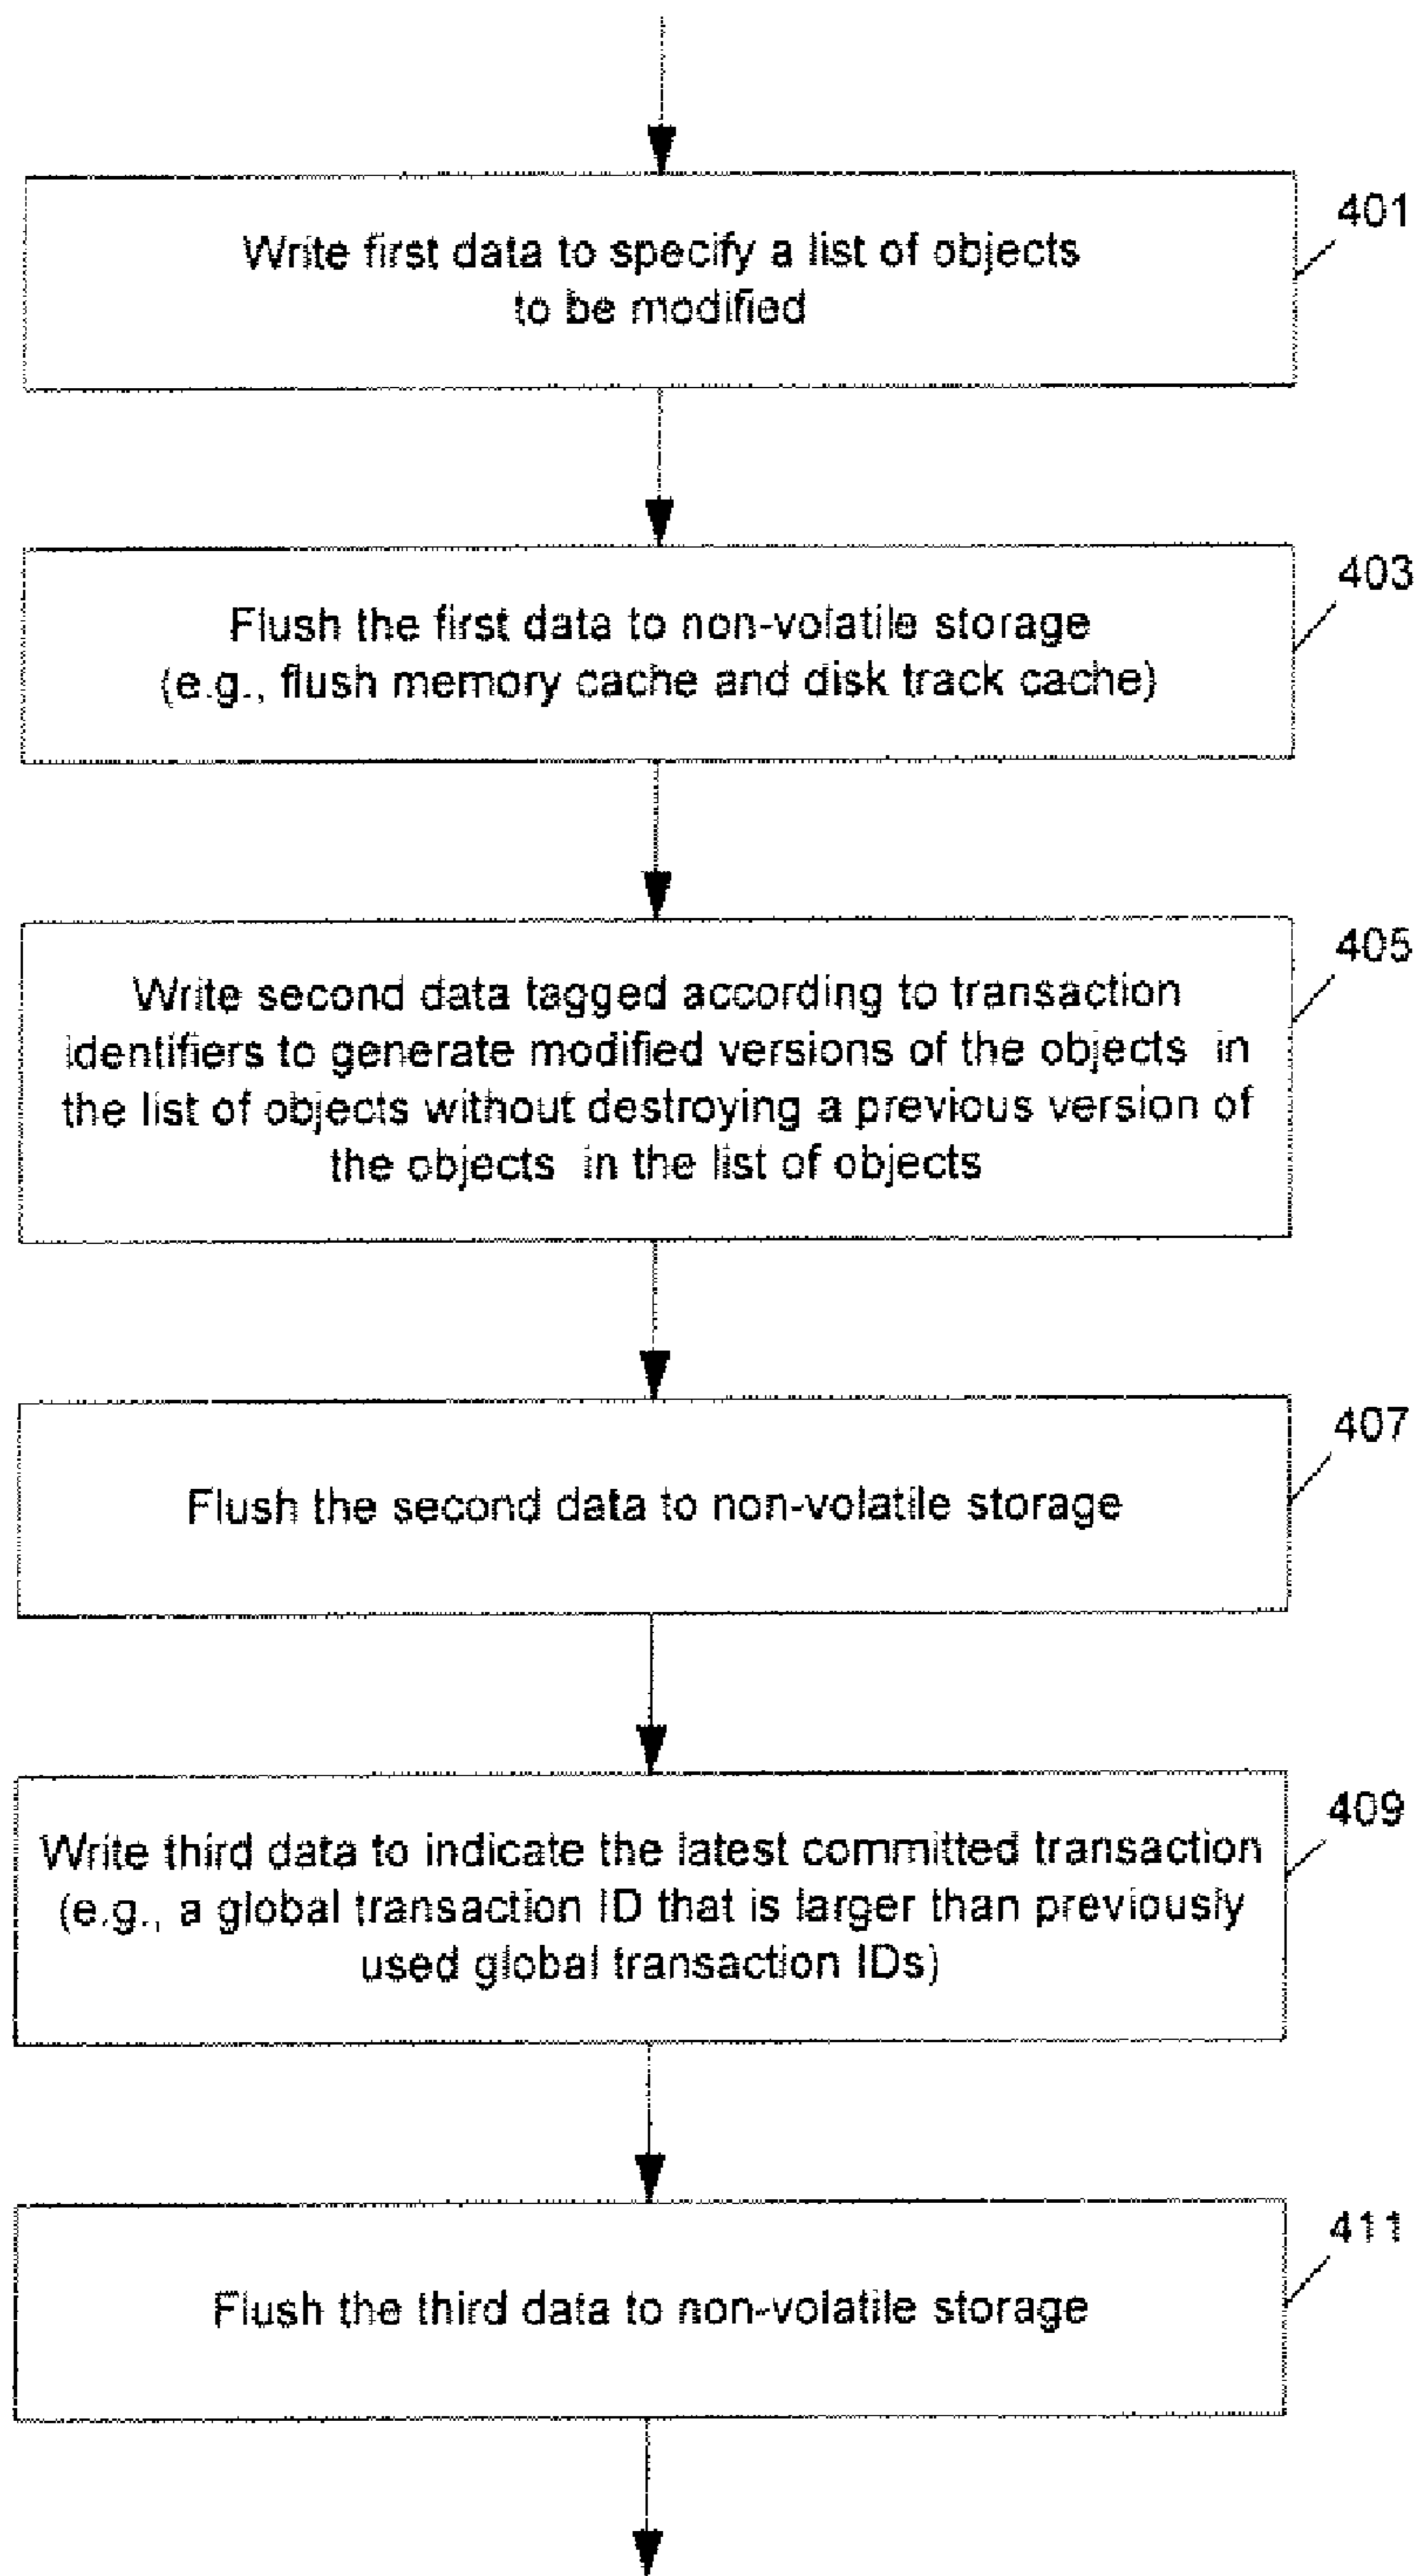 401
Write first data to specify a list of objects
to be modified
403
Flush the first data to non-volatile storage
(e.g., flush memory cache and disk track cache)
405
Write second data tagged according to transaction
identifiers to generate modified versions of the objects in
the list of objects without destroying a previous version of
the objects in the list of objects
407
Flush the second data to non-volatile storage
409
Write third data to indicate the latest committed transaction
(e.g., a global transaction ID that is larger than previously
used global transaction IDs)
411
Flush the third data to non-volatile storage